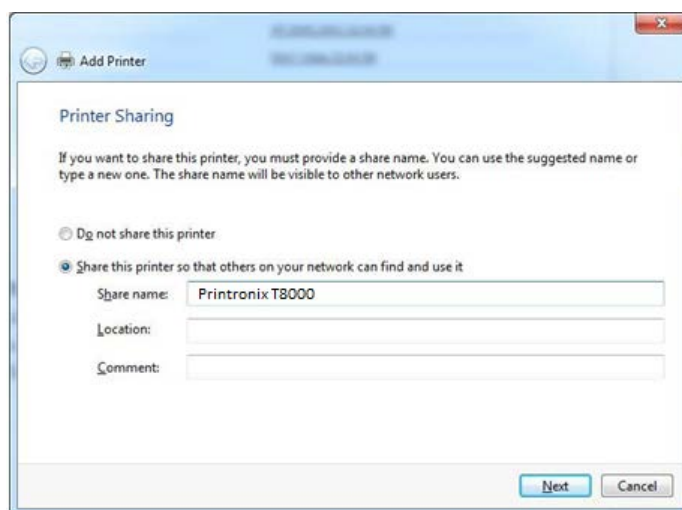 Add Printer
Printer Sharing
If you want to share this printer, you must provide a share name. You can use the suggested name or
type a new one. The share name will be visible to other network users.
Do not share this printer
Share this printer so that others on your network can find and use it
Share name: Printronix T8000
Location:
Comment:
Next Cancel